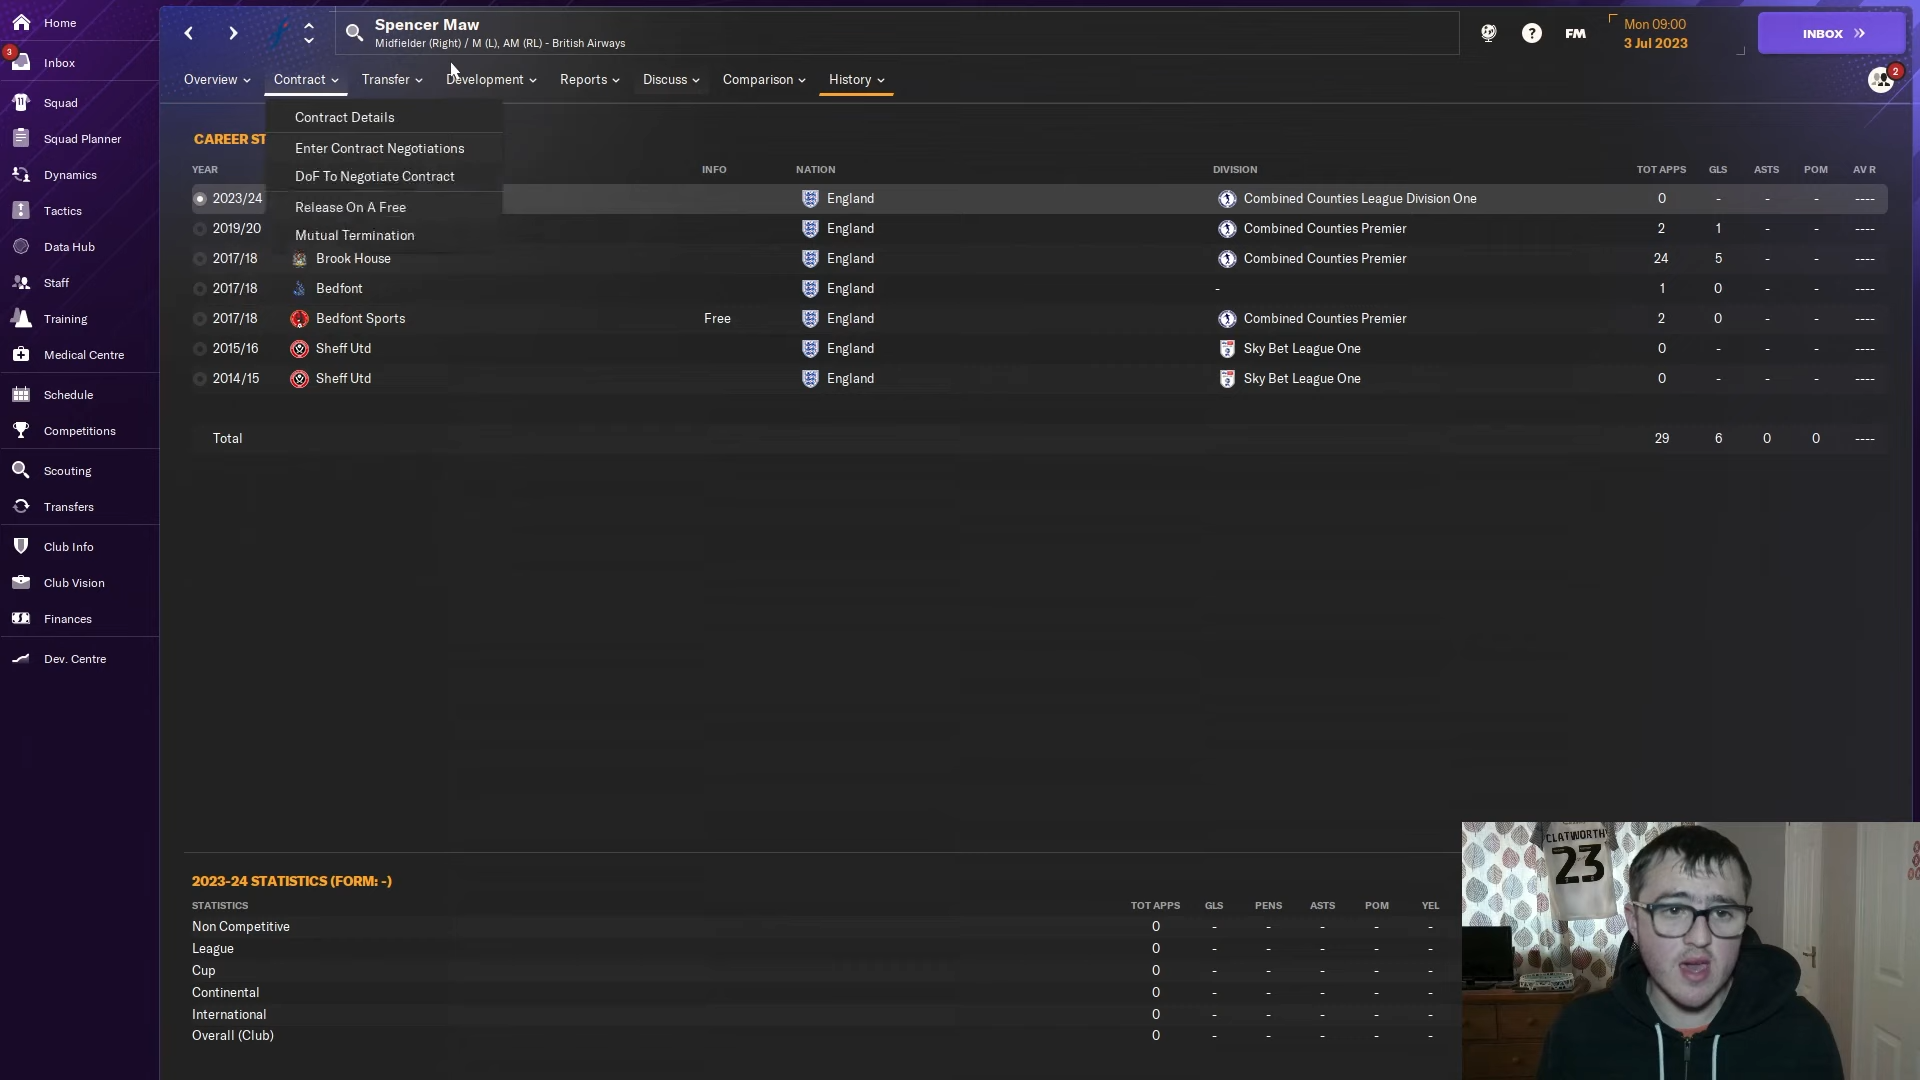 Home
3
Inbox
Squad
Squad Planner
Dynamics
Tactics
Data Hub
Staff
Training
Medical Centre
Schedule
Competitions
Scouting
Transfers
Club Info
Club Vision
Finances
Dev. Centre
Spencer Maw
Midfielder (Right) / M (L), AM (RL) - British Airways
FM
Mon 09:00
3 Jul 2023
INBOX
2
Overview Contract Transfer Development Reports Discuss Comparison History
Contract Details
Enter Contract Negotiations
DoF To Negotiate Contract
Release On A Free
Mutual Termination
CAREER ST
YEAR INFO NATION DIVISION TOT APPS GLS ASTS POM AV R
2023/24 England Combined Counties League Division One 0 - - - ----
2019/20 England Combined Counties Premier 2 1 - - ----
2017/18 Brook House England Combined Counties Premier 24 5 - - ----
2017/18 Bedfont England - 1 0 - - ----
2017/18 Bedfont Sports Free England Combined Counties Premier 2 0 - - ----
2015/16 Sheff Utd England Sky Bet League One 0 - - - ----
2014/15 Sheff Utd England Sky Bet League One 0 - - - ----
Total 29 6 0 0 ----
2023-24 STATISTICS (FORM: -)
STATISTICS TOT APPS GLS PENS ASTS POM YEL
Non Competitive 0 - - - - -
League 0 - - - - -
Cup 0 - - - - -
Continental 0 - - - - -
International 0 - - - - -
Overall (Club) 0 - - - - -
CLATWORTHY
23